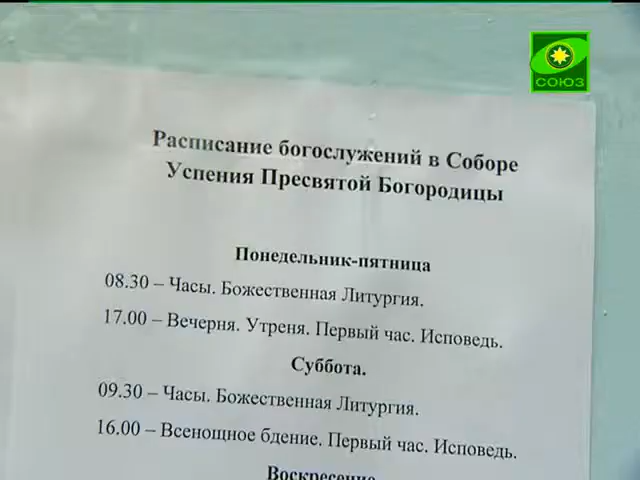 СОЮЗ
Расписание богослужений в Соборе
Успения Пресвятой Богородицы
Понедельник-пятница
08.30 – Часы. Божественная Литургия.
17.00 – Вечерня. Утреня. Первый час. Исповедь.
Суббота.
09.30 – Часы. Божественная Литургия.
16.00 – Всенощное бдение. Первый час. Исповедь.
Воскресение